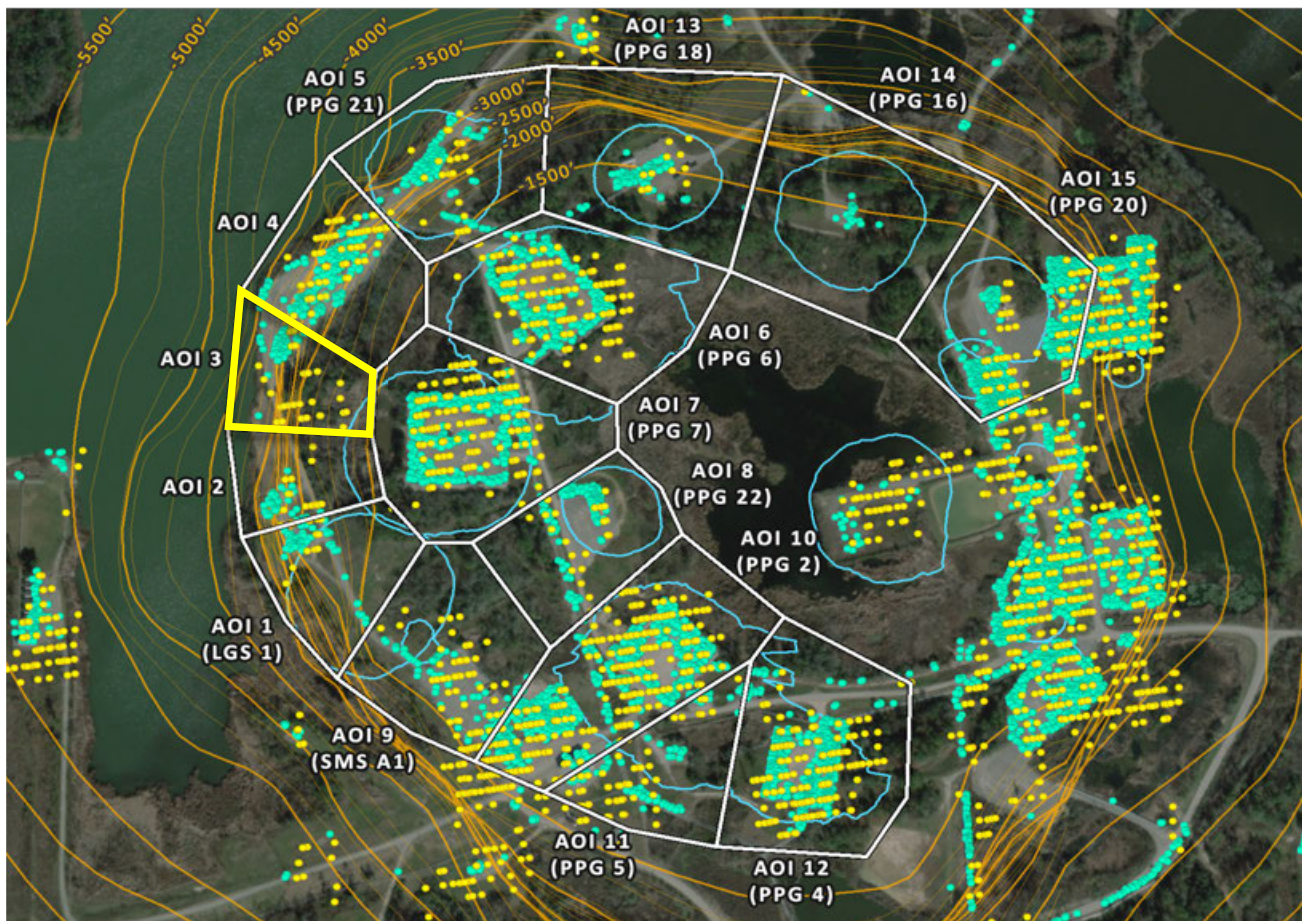 -5500'
-5000'
-4500'
-4000'
-3500'
-3000'
-2500'
-2000'
-1500'
AOI 13
(PPG 18)
AOI 14
(PPG 16)
AOI 5
(PPG 21)
AOI 15
(PPG 20)
AOI 4
AOI 3
AOI 6
(PPG 6)
AOI 7
(PPG 7)
AOI 8
(PPG 22)
AOI 2
AOI 10
(PPG 2)
AOI 1
(LGS 1)
AOI 9
(SMS A1)
AOI 11
(PPG 5)
AOI 12
(PPG 4)